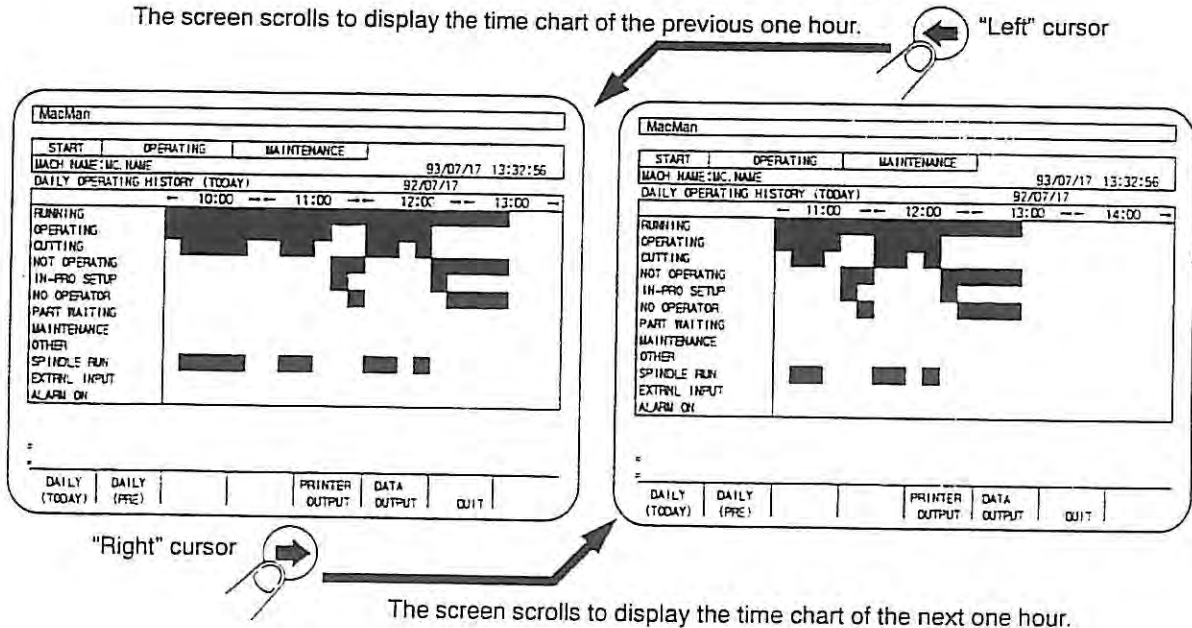 The screen scrolls to display the time chart of the previous one hour.
"Left" cursor
MacMan
START OPERATING MAINTENANCE
MACH NAME:MC.NAME 93/07/17 13:32:56
DAILY OPERATING HISTORY (TODAY) 92/07/17
← 10:00 →← 11:00 →← 12:00 →← 13:00 →
RUNNING
OPERATING
CUTTING
NOT OPERATNG
IN-PRO SETUP
NO OPERATOR
PART WAITING
MAINTENANCE
OTHER
SPINDLE RUN
EXTRNL INPUT
ALARM ON
=
DAILY (TODAY) DAILY (PRE) PRINTER OUTPUT DATA OUTPUT QUIT
MacMan
START OPERATING MAINTENANCE
MACH NAME:MC.NAME 93/07/17 13:32:56
DAILY OPERATING HISTORY (TODAY) 92/07/17
← 11:00 →← 12:00 →← 13:00 →← 14:00 →
RUNNING
OPERATING
CUTTING
NOT OPERATNG
IN-PRO SETUP
NO OPERATOR
PART WAITING
MAINTENANCE
OTHER
SPINDLE RUN
EXTRNL INPUT
ALARM ON
=
DAILY (TODAY) DAILY (PRE) PRINTER OUTPUT DATA OUTPUT QUIT
"Right" cursor
The screen scrolls to display the time chart of the next one hour.